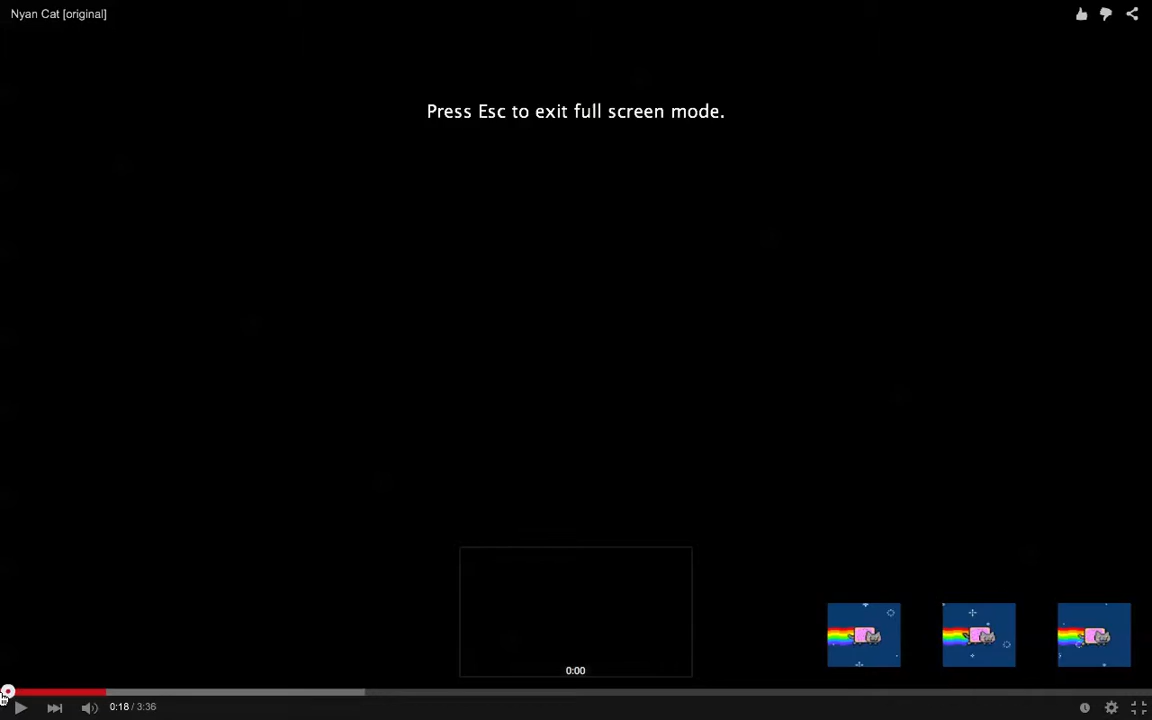 Nyan Cat [original]
Press Esc to exit full screen mode.
0:00
0:18 / 3:36